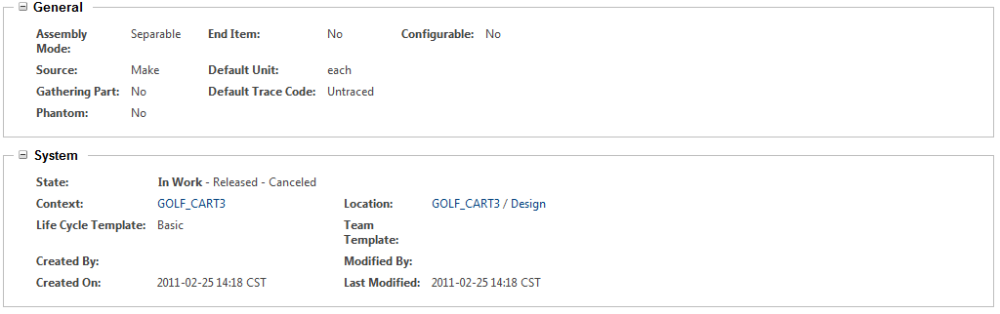 General
Assembly Mode: Separable End Item: No Configurable: No
Source: Make Default Unit: each
Gathering Part: No Default Trace Code: Untraced
Phantom: No
System
State: In Work - Released - Canceled
Context: GOLF_CART3 Location: GOLF_CART3 / Design
Life Cycle Template: Basic Team Template:
Created By: Modified By:
Created On: 2011-02-25 14:18 CST Last Modified: 2011-02-25 14:18 CST